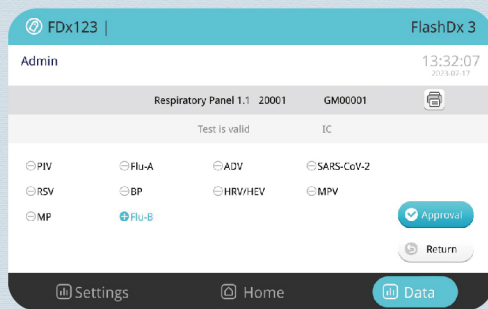 FDx123 | FlashDx 3
Admin 13:32:07
2023-02-17
Respiratory Panel 1.1 20001 GM00001
Test is valid IC
PIV Flu-A ADV SARS-CoV-2
RSV BP HRV/HEV MPV
MP Flu-B
Approval
Return
Settings Home Data